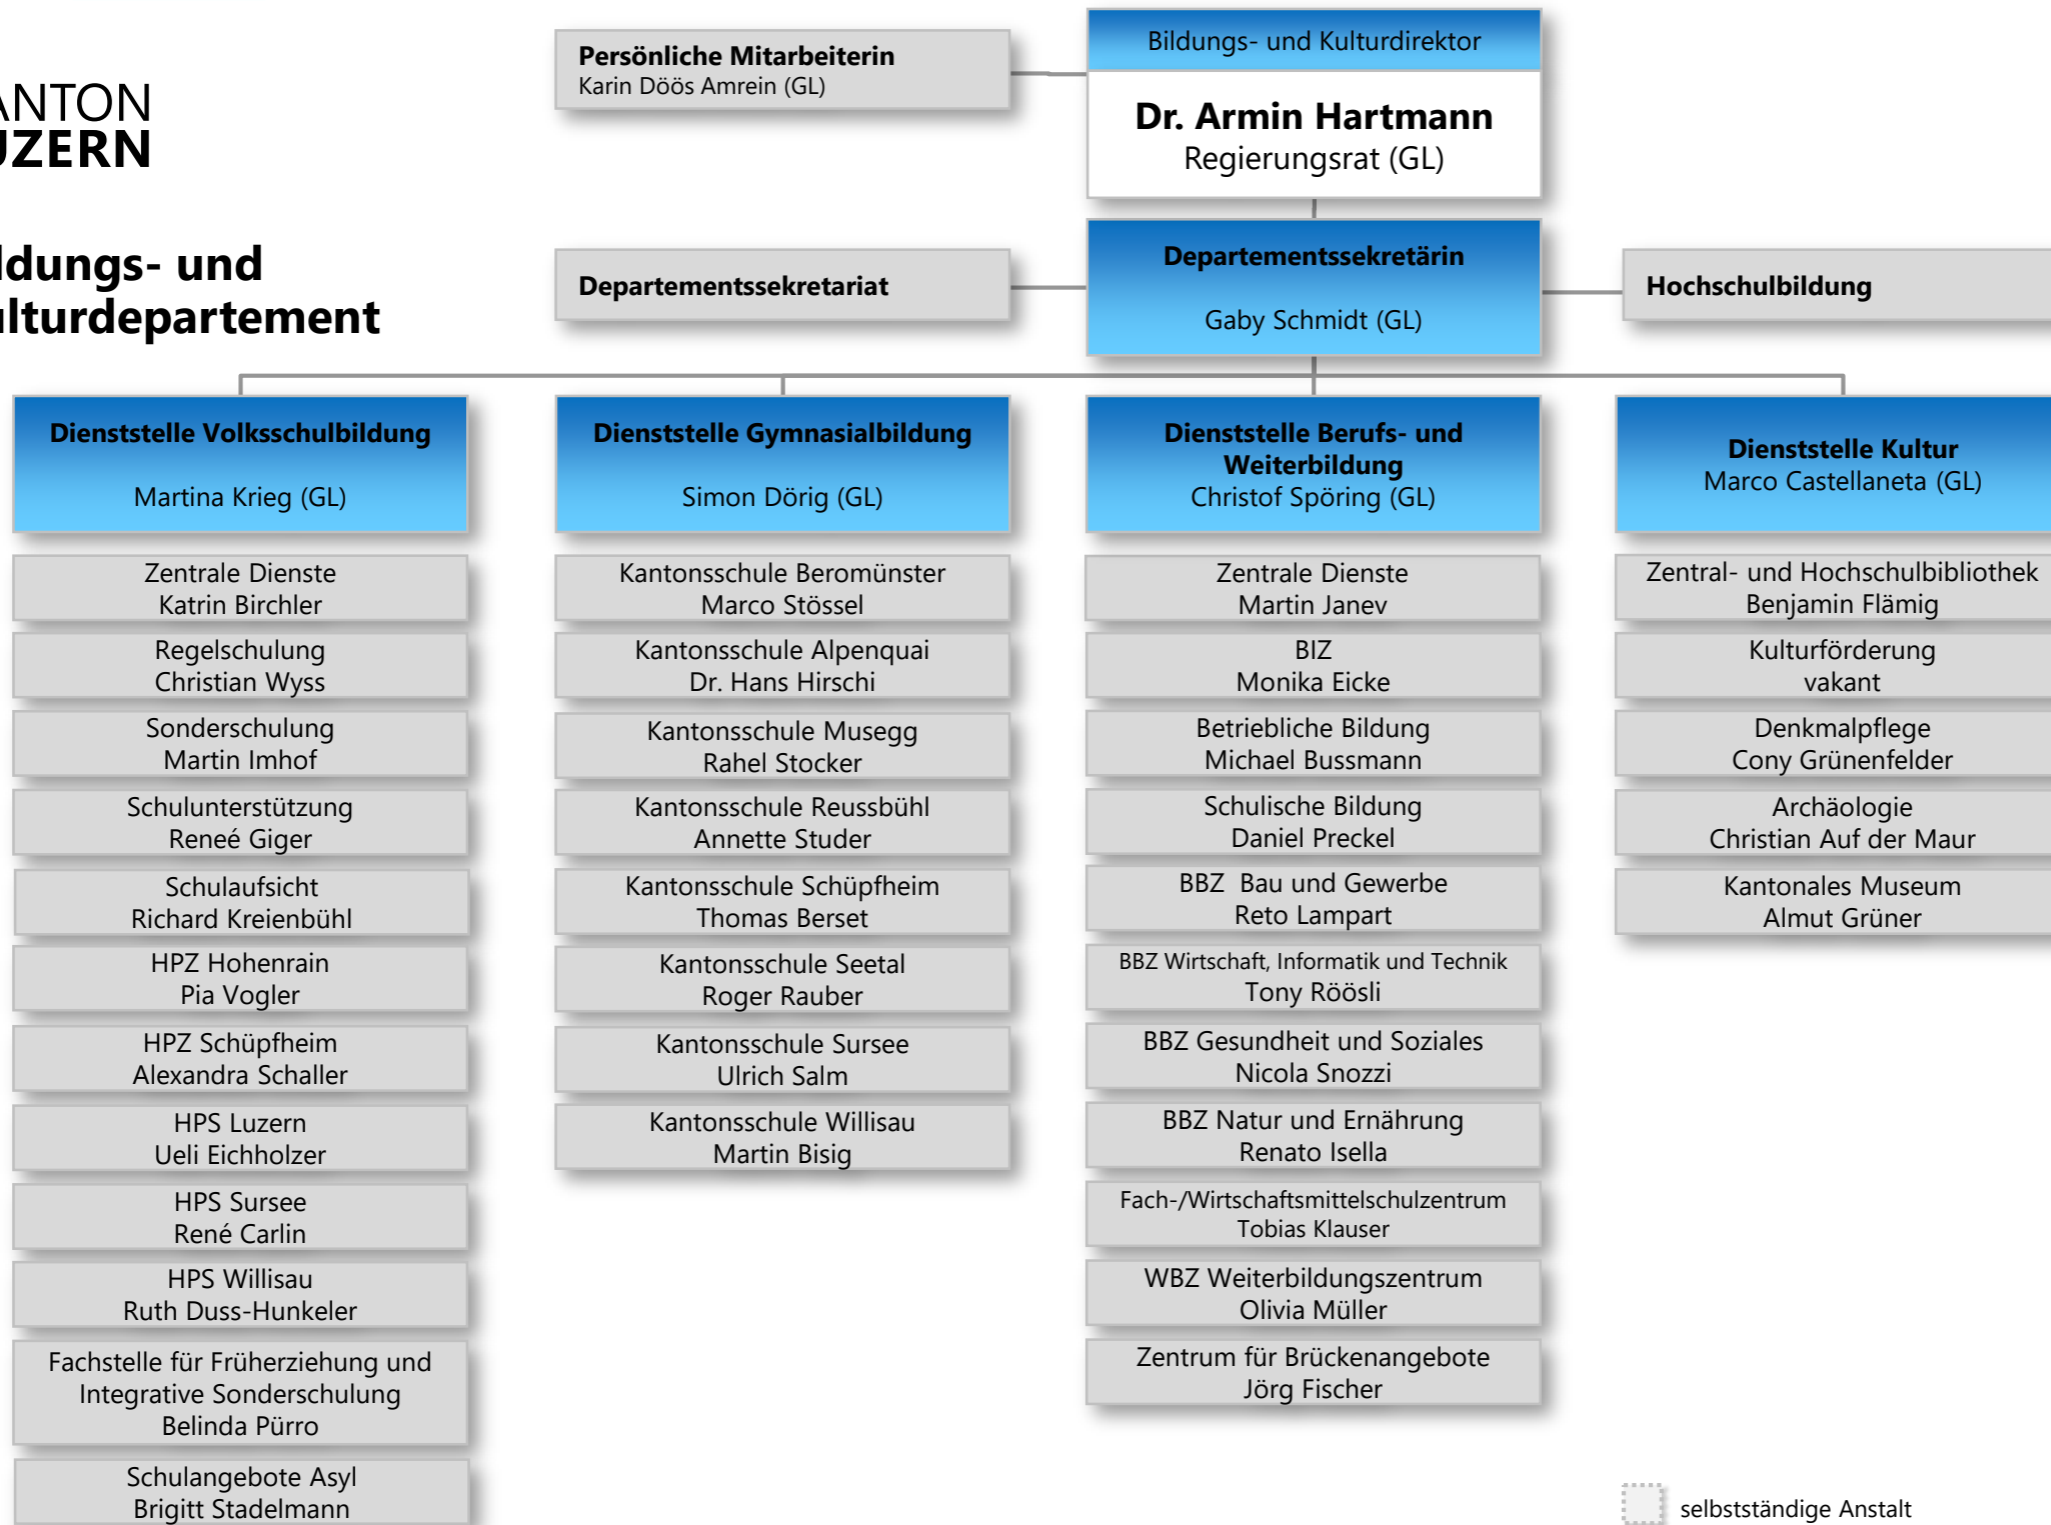 ANTON
UZERN
ldungs- und
ulturdepartement
Persönliche Mitarbeiterin
Karin Döös Amrein (GL)
Bildungs- und Kulturdirektor
Dr. Armin Hartmann
Regierungsrat (GL)
Departementssekretariat
Departementssekretärin
Gaby Schmidt (GL)
Hochschulbildung
Dienststelle Volksschulbildung
Martina Krieg (GL)
Zentrale Dienste
Katrin Birchler
Regelschulung
Christian Wyss
Sonderschulung
Martin Imhof
Schulunterstützung
Reneé Giger
Schulaufsicht
Richard Kreienbühl
HPZ Hohenrain
Pia Vogler
HPZ Schüpfheim
Alexandra Schaller
HPS Luzern
Ueli Eichholzer
HPS Sursee
René Carlin
HPS Willisau
Ruth Duss-Hunkeler
Fachstelle für Früherziehung und
Integrative Sonderschulung
Belinda Pürro
Schulangebote Asyl
Brigitt Stadelmann
Dienststelle Gymnasialbildung
Simon Dörig (GL)
Kantonsschule Beromünster
Marco Stössel
Kantonsschule Alpenquai
Dr. Hans Hirschi
Kantonsschule Musegg
Rahel Stocker
Kantonsschule Reussbühl
Annette Studer
Kantonsschule Schüpfheim
Thomas Berset
Kantonsschule Seetal
Roger Rauber
Kantonsschule Sursee
Ulrich Salm
Kantonsschule Willisau
Martin Bisig
Dienststelle Berufs- und
Weiterbildung
Christof Spöring (GL)
Zentrale Dienste
Martin Janev
BIZ
Monika Eicke
Betriebliche Bildung
Michael Bussmann
Schulische Bildung
Daniel Preckel
BBZ Bau und Gewerbe
Reto Lampart
BBZ Wirtschaft, Informatik und Technik
Tony Röösli
BBZ Gesundheit und Soziales
Nicola Snozzi
BBZ Natur und Ernährung
Renato Isella
Fach-/Wirtschaftsmittelschulzentrum
Tobias Klauser
WBZ Weiterbildungszentrum
Olivia Müller
Zentrum für Brückenangebote
Jörg Fischer
Dienststelle Kultur
Marco Castellaneta (GL)
Zentral- und Hochschulbibliothek
Benjamin Flämig
Kulturförderung
vakant
Denkmalpflege
Cony Grünenfelder
Archäologie
Christian Auf der Maur
Kantonales Museum
Almut Grüner
selbstständige Anstalt